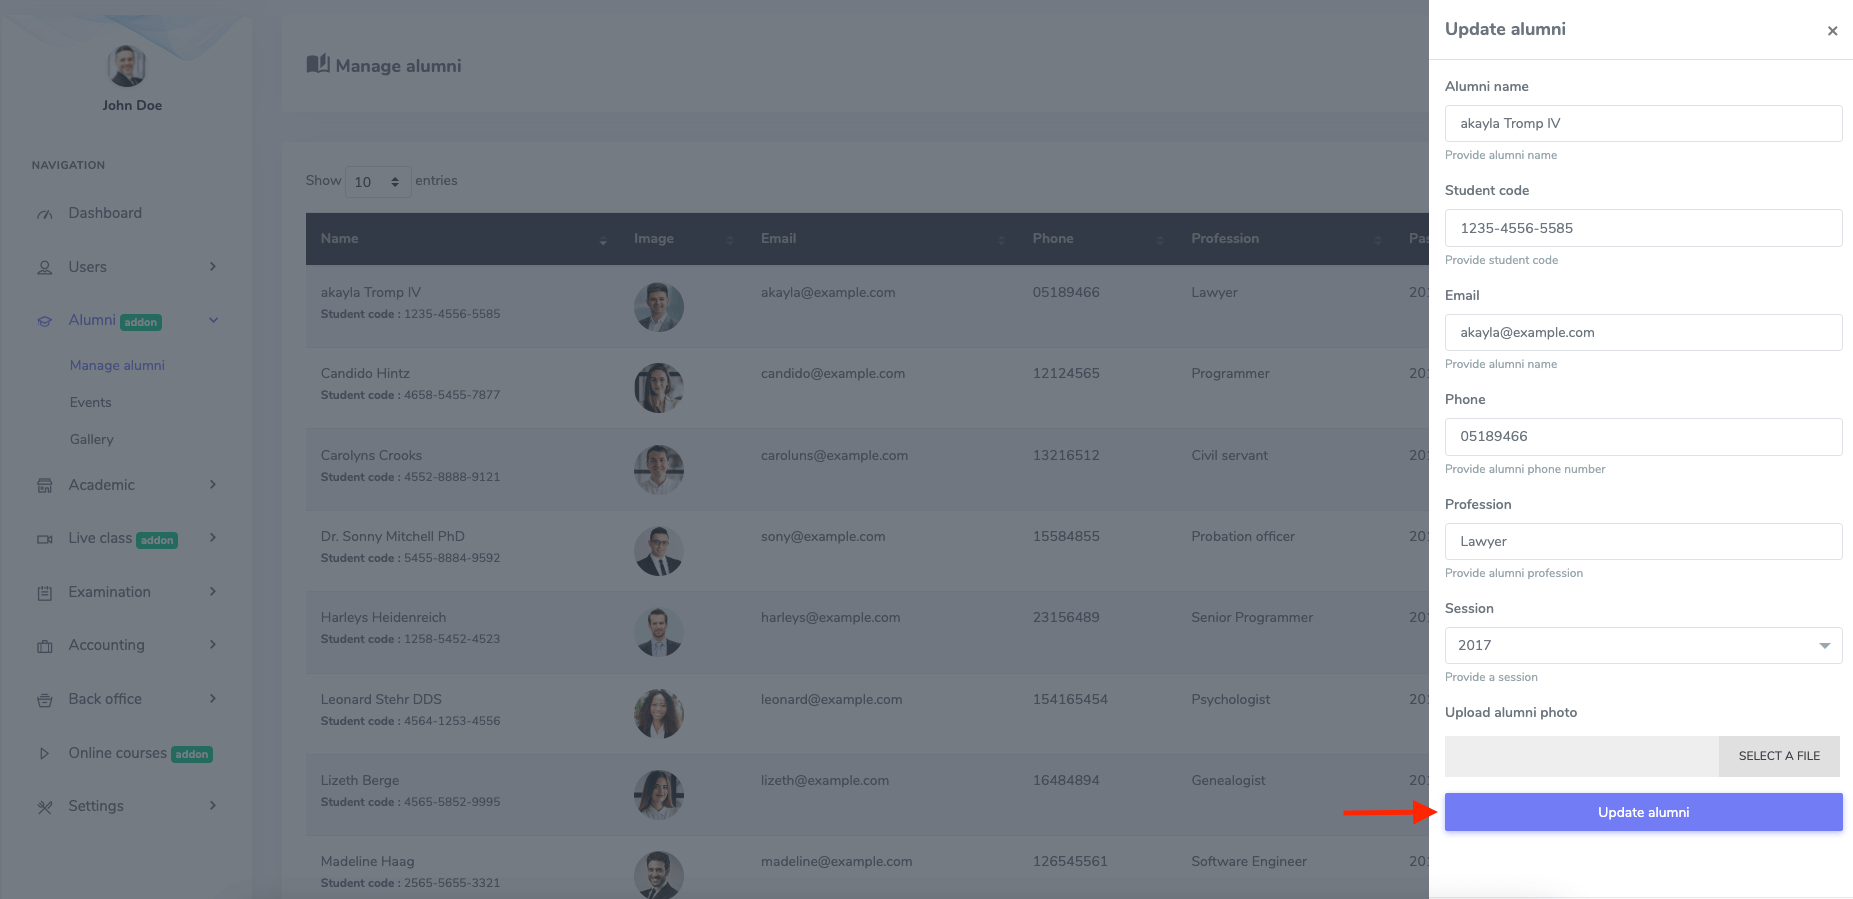 John Doe
NAVIGATION
Dashboard
Users
Alumni addon
Manage alumni
Events
Gallery
Academic
Live class addon
Examination
Accounting
Back office
Online courses addon
Settings
Manage alumni
Show 10 entries
Name Image Email Phone Profession Pas
akayla Tromp IV akayla@example.com 05189466 Lawyer 201
Student code : 1235-4556-5585
Candido Hintz candido@example.com 12124565 Programmer 201
Student code : 4658-5455-7877
Carolyns Crooks caroluns@example.com 13216512 Civil servant 201
Student code : 4552-8888-9121
Dr. Sonny Mitchell PhD sony@example.com 15584855 Probation officer 201
Student code : 5455-8884-9592
Harleys Heidenreich harleys@example.com 23156489 Senior Programmer 201
Student code : 1258-5452-4523
Leonard Stehr DDS leonard@example.com 154165454 Psychologist 201
Student code : 4564-1253-4556
Lizeth Berge lizeth@example.com 16484894 Genealogist 201
Student code : 4565-5852-9995
Madeline Haag madeline@example.com 126545561 Software Engineer 201
Student code : 2565-5655-3321
Update alumni ×
Alumni name
akayla Tromp IV
Provide alumni name
Student code
1235-4556-5585
Provide student code
Email
akayla@example.com
Provide alumni name
Phone
05189466
Provide alumni phone number
Profession
Lawyer
Provide alumni profession
Session
2017
Provide a session
Upload alumni photo
SELECT A FILE
Update alumni